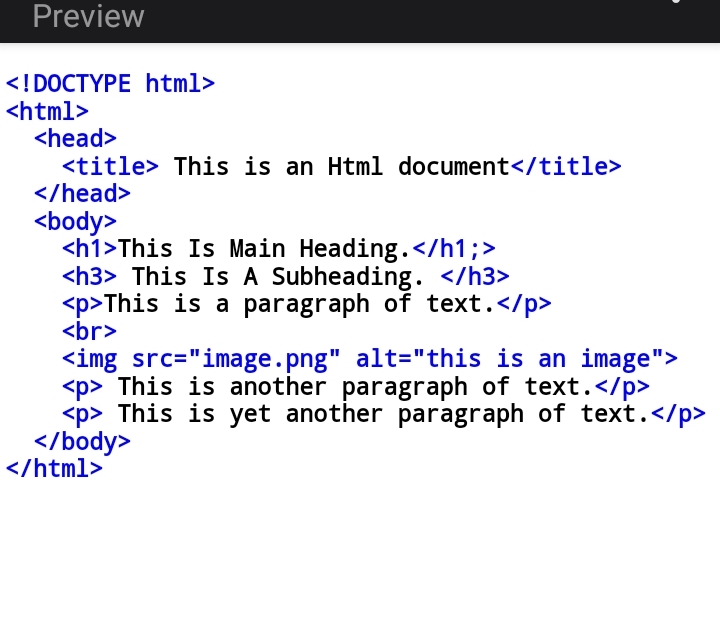 Preview
<!DOCTYPE html>
<html>
  <head>
    <title> This is an Html document</title>
  </head>
  <body>
    <h1>This Is Main Heading.</h1;>
    <h3> This Is A Subheading. </h3>
    <p>This is a paragraph of text.</p>
    <br>
    <img src="image.png" alt="this is an image">
    <p> This is another paragraph of text.</p>
    <p> This is yet another paragraph of text.</p>
  </body>
</html>